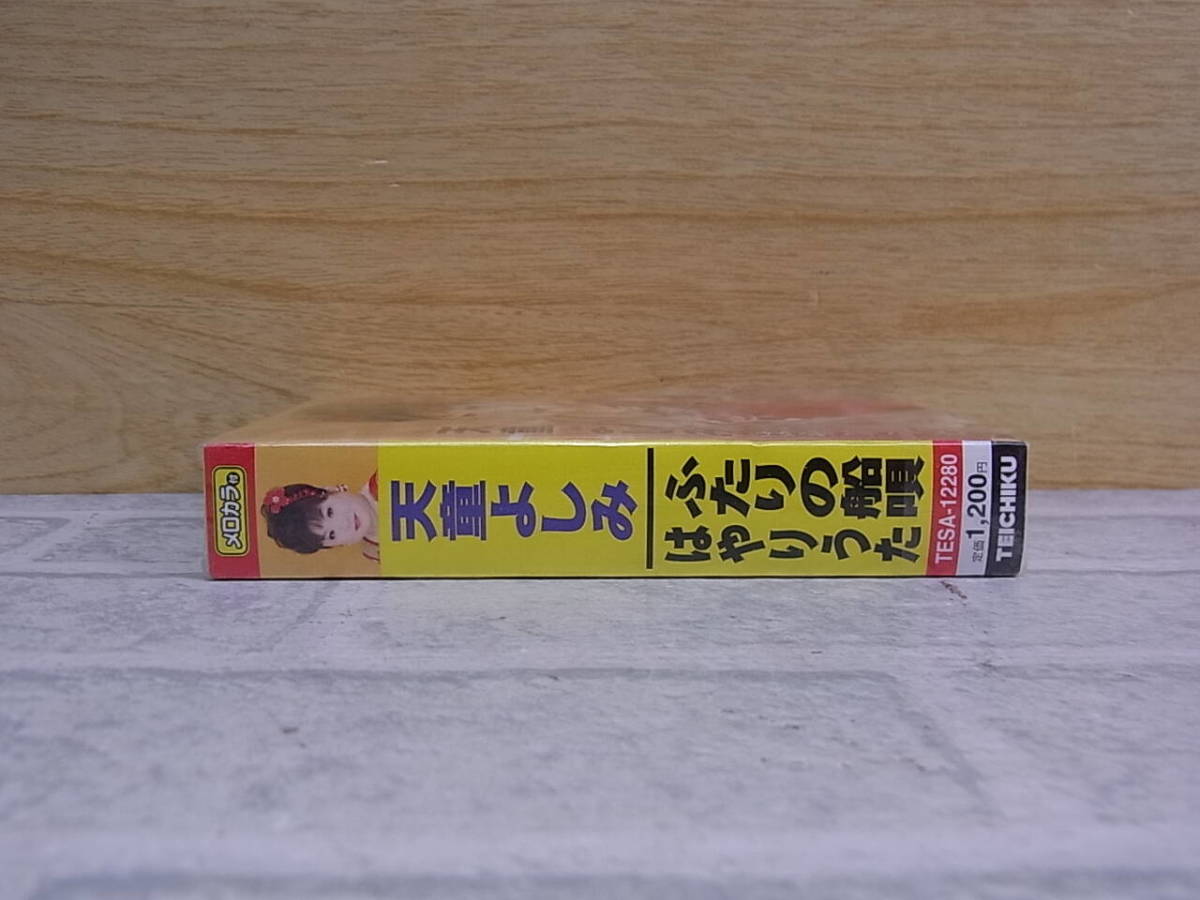 メロカラ付
天童よしみ
ふたりの船唄
はやりうた
TESA-12280
定価1,200円
TEICHIKU